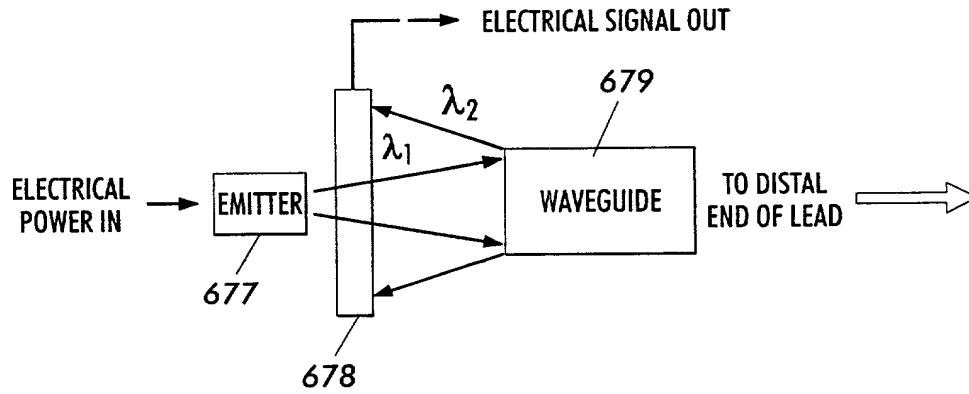 ELECTRICAL SIGNAL OUT
679
λ2
λ1
ELECTRICAL
POWER IN
EMITTER
WAVEGUIDE
TO DISTAL
END OF LEAD
677
678